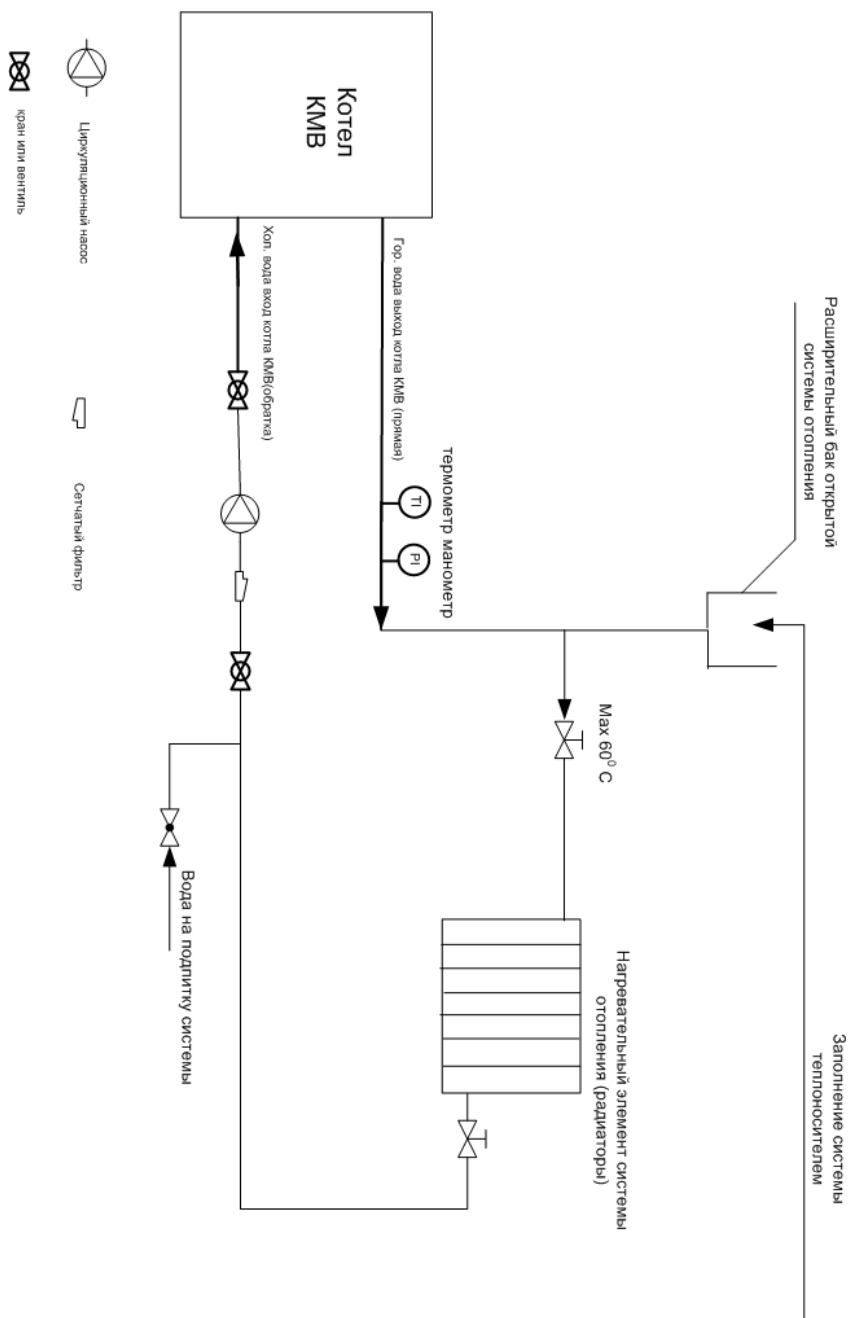 Расширительный бак открытой
системы отопления
Заполнение системы
теплоносителем
термометр манометр
TI
PI
Max 60⁰ С
Нагревательный элемент системы
отопления (радиаторы)
Котел
КМВ
Гор. вода выход котла КМВ (прямая)
Хол. вода вход котла КМВ(обратка)
Вода на подпитку системы
Циркуляционный насос
Сетчатый фильтр
кран или вентиль